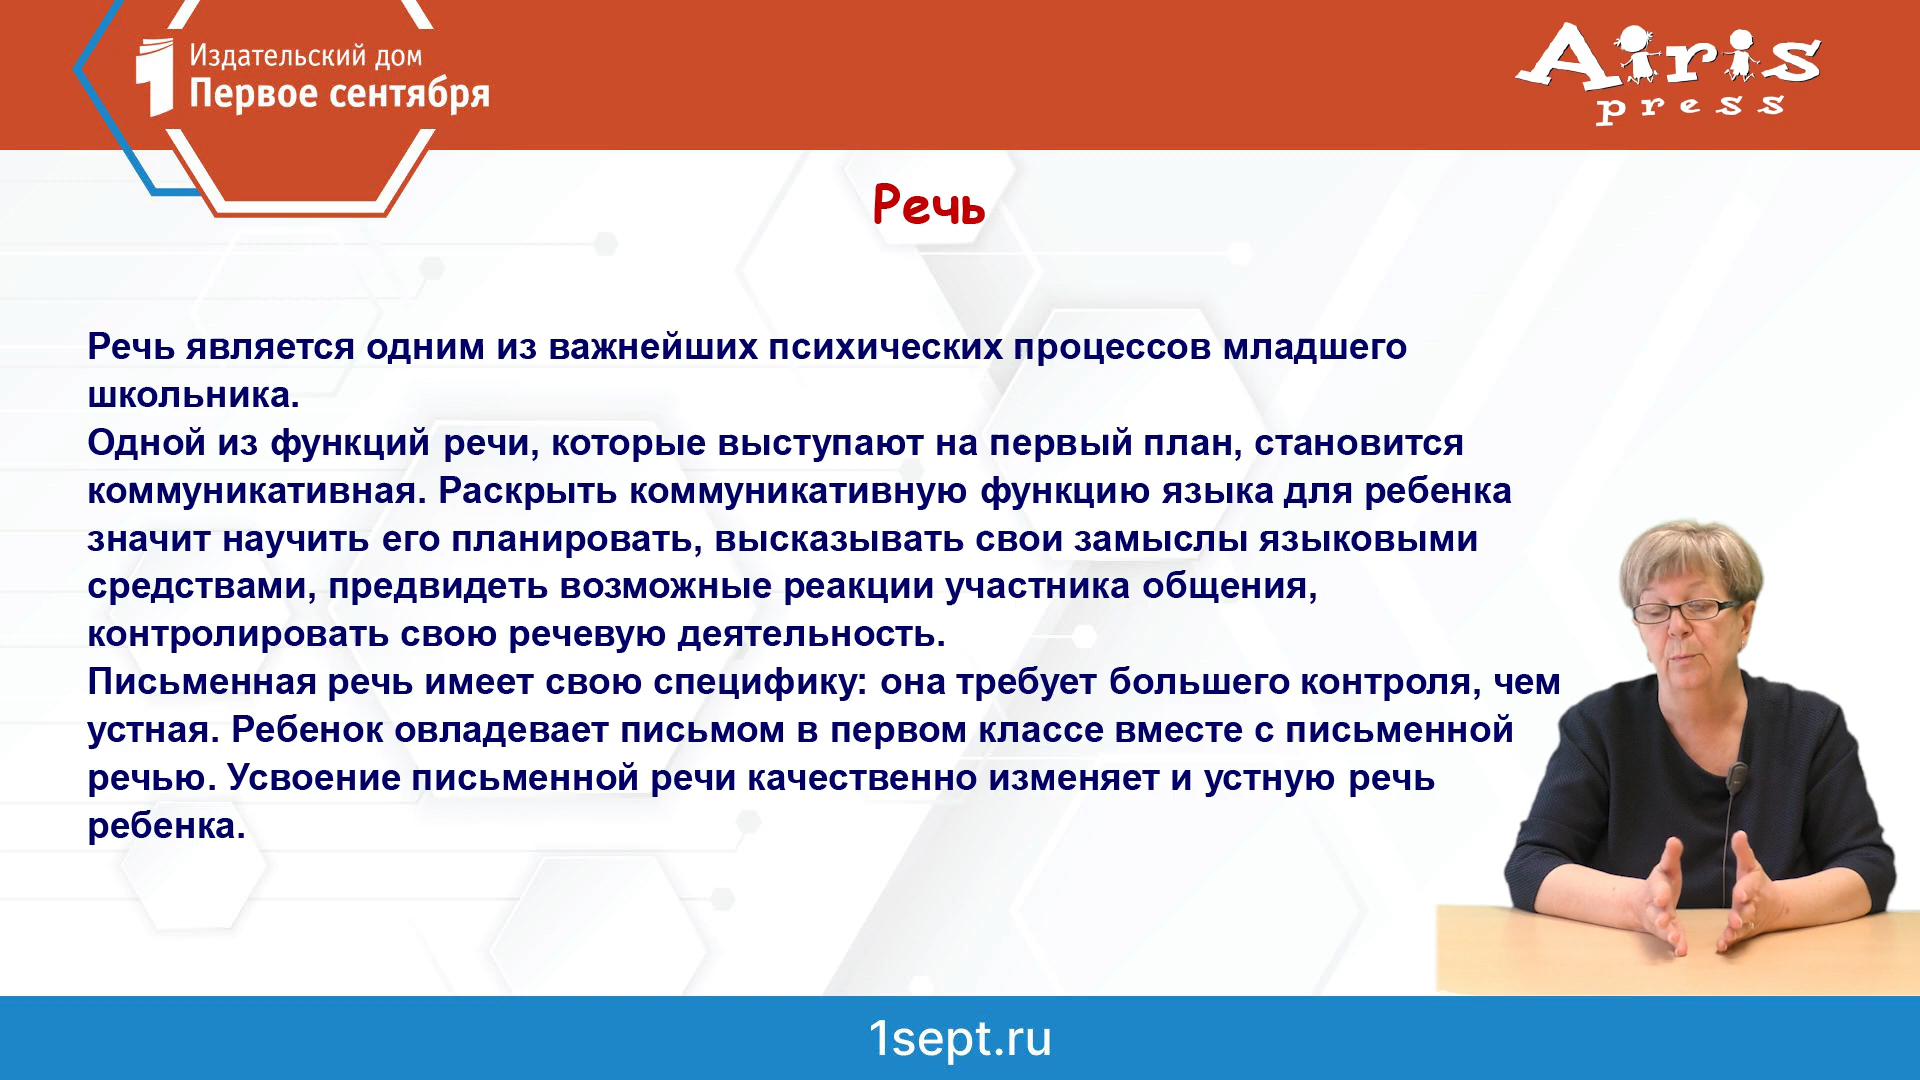 Издательский дом
Первое сентября
Airis
press
Речь
Речь является одним из важнейших психических процессов младшего
школьника.
Одной из функций речи, которые выступают на первый план, становится
коммуникативная. Раскрыть коммуникативную функцию языка для ребенка
значит научить его планировать, высказывать свои замыслы языковыми
средствами, предвидеть возможные реакции участника общения,
контролировать свою речевую деятельность.
Письменная речь имеет свою специфику: она требует большего контроля, чем
устная. Ребенок овладевает письмом в первом классе вместе с письменной
речью. Усвоение письменной речи качественно изменяет и устную речь
ребенка.
1sept.ru